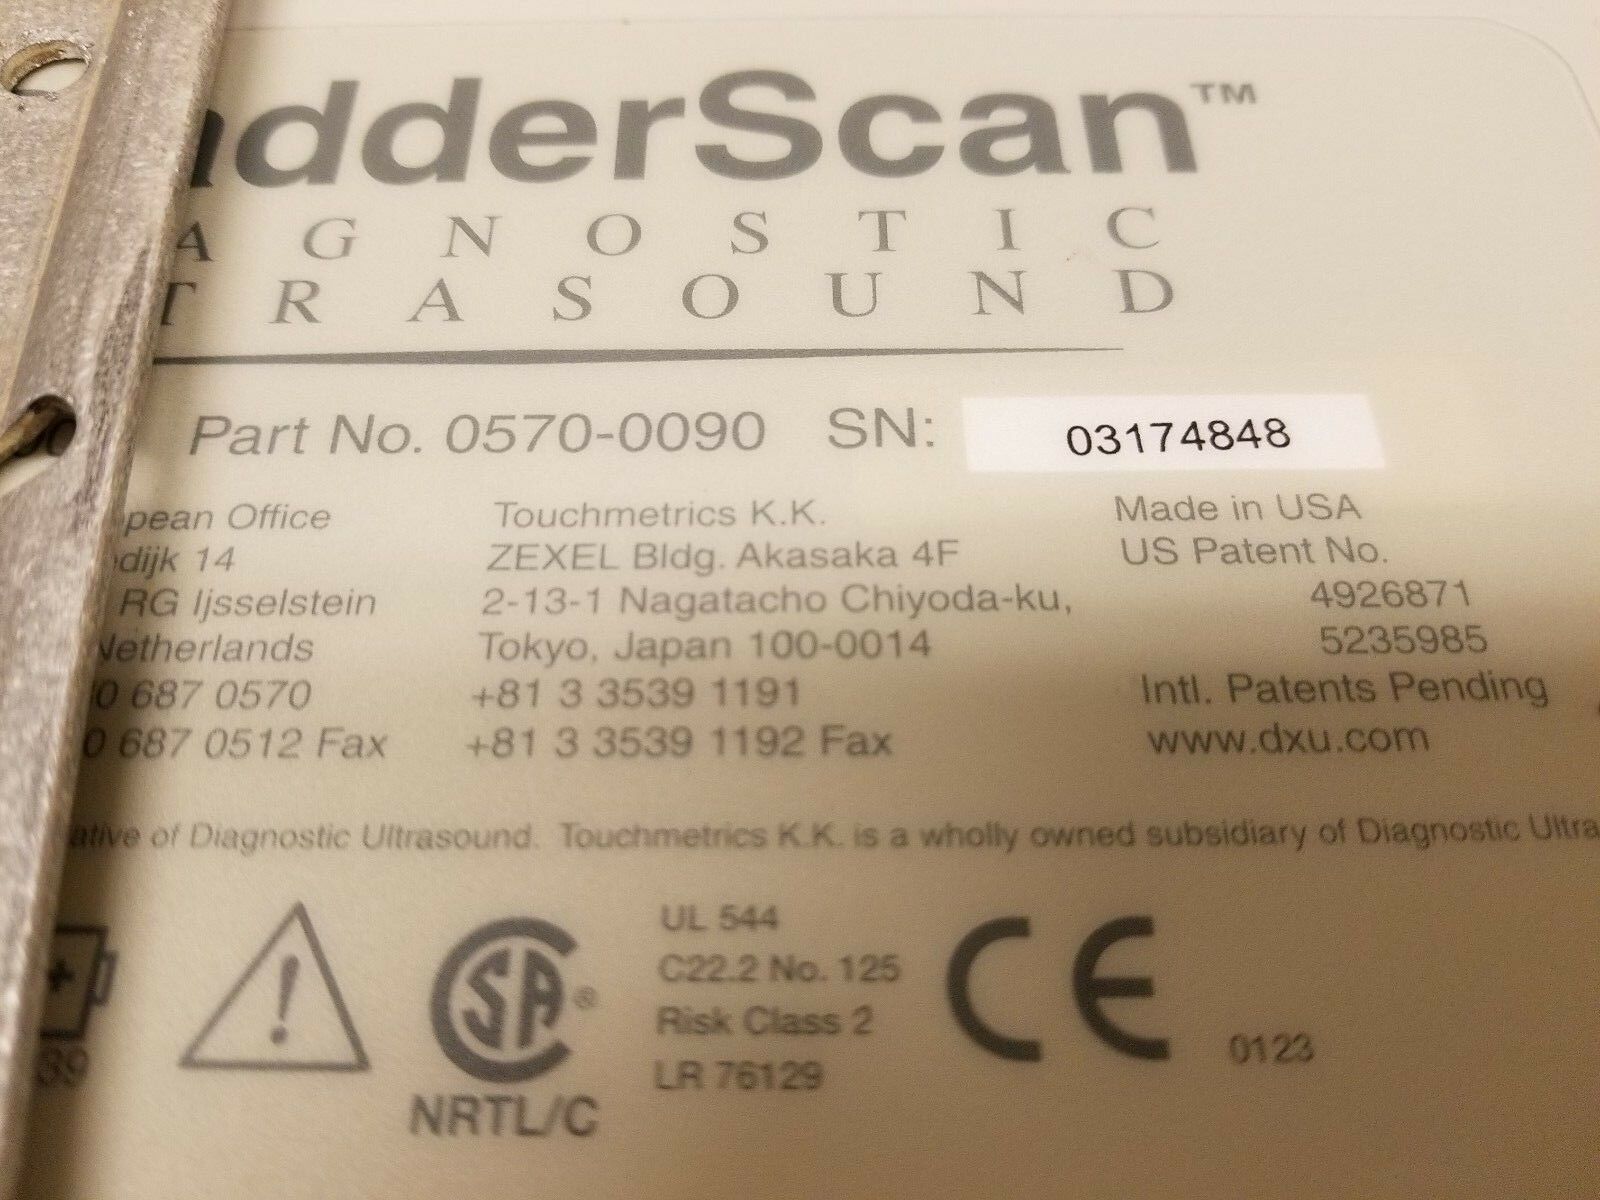 adderScan™
AGNOSTIC
TRASOUND
Part No. 0570-0090 SN: 03174848
pean Office
dijk 14
RG Ijsselstein
Netherlands
0 687 0570
0 687 0512 Fax
Touchmetrics K.K.
ZEXEL Bldg. Akasaka 4F
2-13-1 Nagatacho Chiyoda-ku,
Tokyo, Japan 100-0014
+81 3 3539 1191
+81 3 3539 1192 Fax
Made in USA
US Patent No.
4926871
5235985
Intl. Patents Pending
www.dxu.com
ative of Diagnostic Ultrasound. Touchmetrics K.K. is a wholly owned subsidiary of Diagnostic Ultra
+
39
!
CSA®
NRTL/C
UL 544
C22.2 No. 125
Risk Class 2
LR 76129
CE 0123